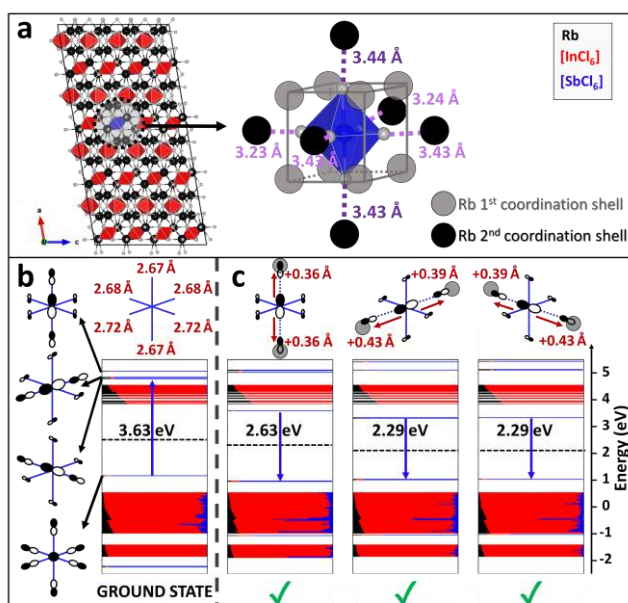 a
Rb
[InCl₆]
[SbCl₆]
3.44 Å
3.24 Å
3.23 Å
3.43 Å
3.43 Å
3.43 Å
Rb 1st coordination shell
Rb 2nd coordination shell
a
c
b
2.67 Å
2.68 Å 2.68 Å
2.72 Å 2.72 Å
2.67 Å
3.63 eV
GROUND STATE
c
+0.36 Å
+0.36 Å
+0.39 Å
+0.43 Å
+0.39 Å
+0.43 Å
2.63 eV
2.29 eV
2.29 eV
✓ ✓ ✓
5
4
3
2
1
0
-1
-2
Energy (eV)